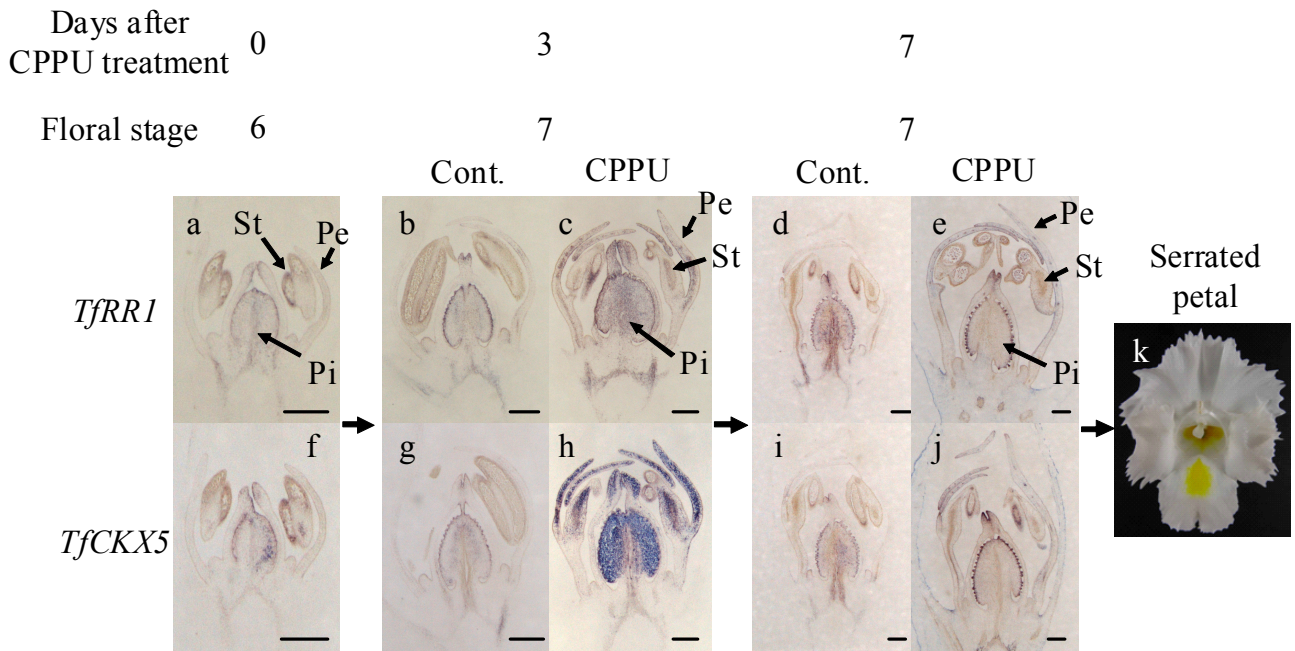 Days after
CPPU treatment 0 3 7
Floral stage 6 7 7
Cont. CPPU Cont. CPPU
a St Pe b c Pe St d e Pe St
TfRR1
Pi Pi Pi
Serrated
petal
k
f g h i j
TfCKX5